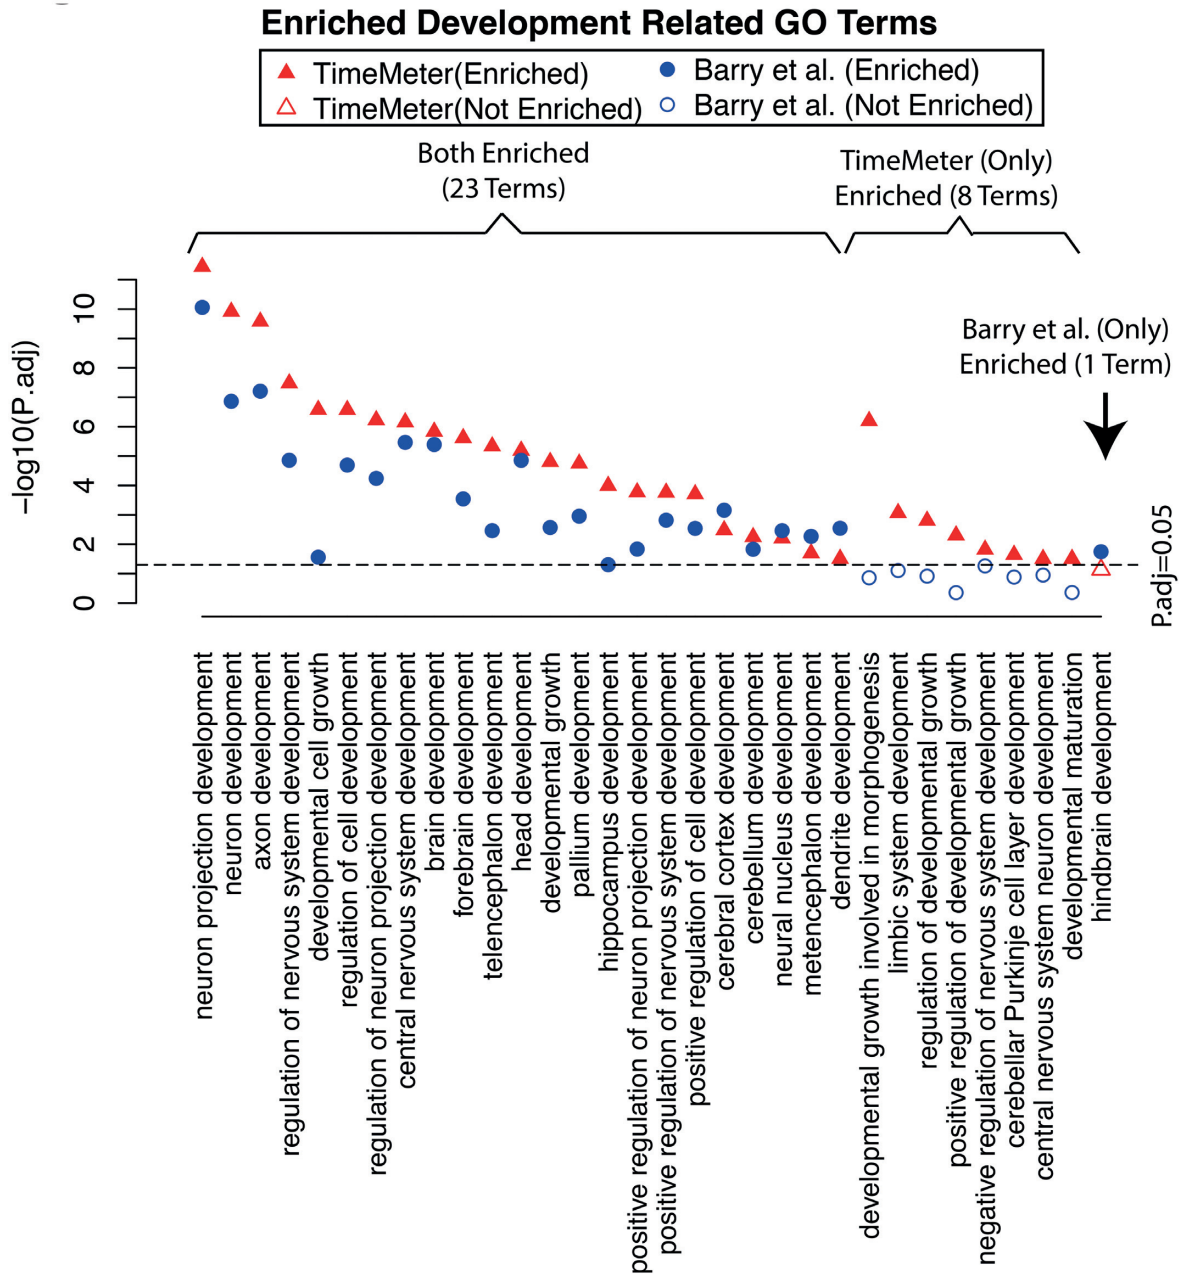 Enriched Development Related GO Terms
TimeMeter(Enriched)
Barry et al. (Enriched)
TimeMeter(Not Enriched)
Barry et al. (Not Enriched)
Both Enriched
(23 Terms)
TimeMeter (Only)
Enriched (8 Terms)
Barry et al. (Only)
Enriched (1 Term)
−log10(P.adj)
10
8
6
4
2
0
P.adj=0.05
neuron projection development
neuron development
axon development
regulation of nervous system development
developmental cell growth
regulation of cell development
regulation of neuron projection development
central nervous system development
brain development
forebrain development
telencephalon development
head development
developmental growth
pallium development
hippocampus development
positive regulation of neuron projection development
positive regulation of nervous system development
positive regulation of cell development
cerebral cortex development
cerebellum development
neural nucleus development
metencephalon development
dendrite development
developmental growth involved in morphogenesis
limbic system development
regulation of developmental growth
positive regulation of developmental growth
negative regulation of nervous system development
cerebellar Purkinje cell layer development
central nervous system neuron development
developmental maturation
hindbrain development